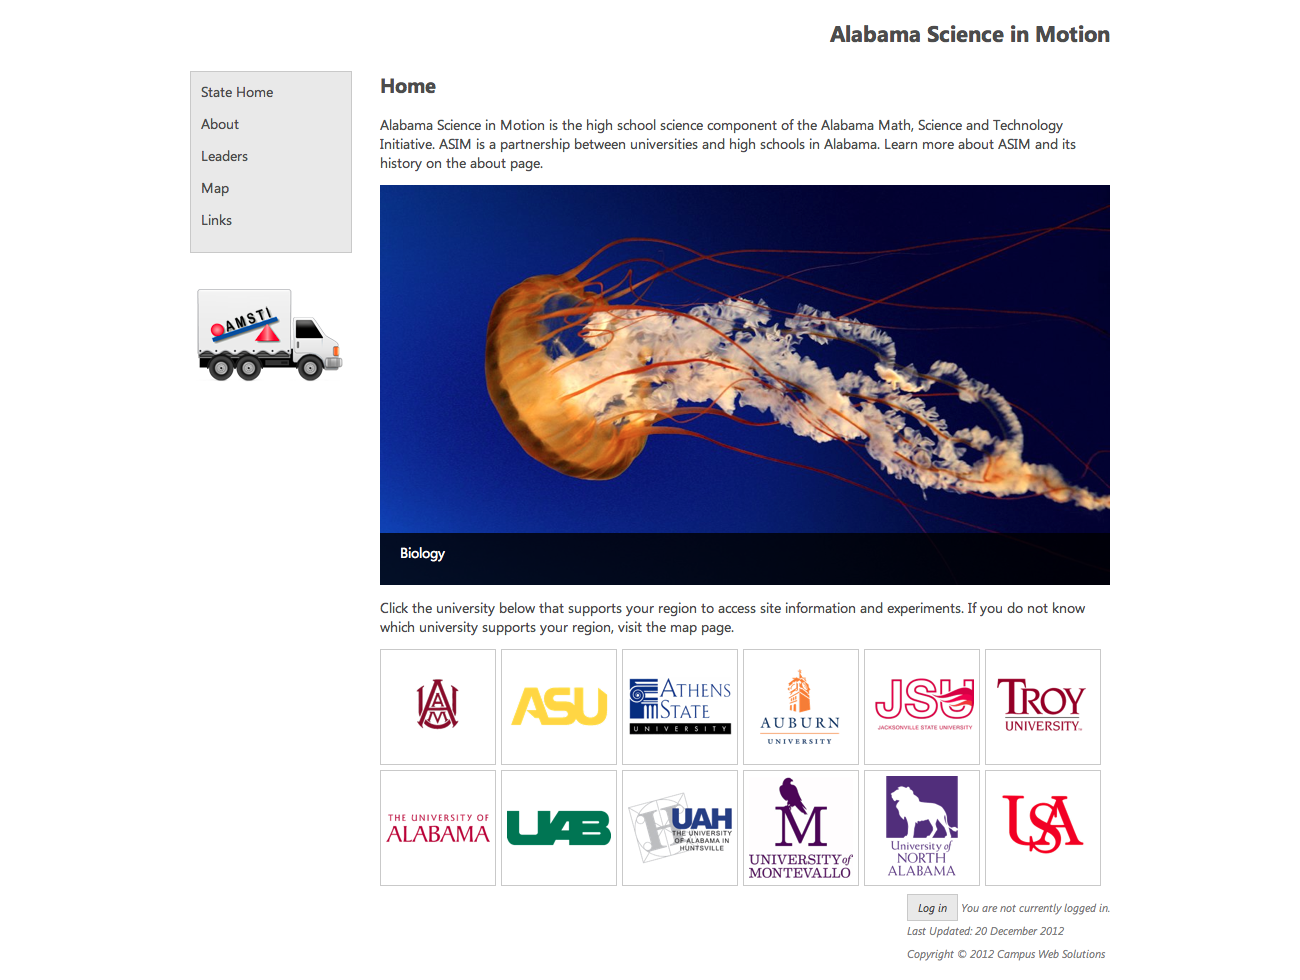 Alabama Science in Motion
State Home
About
Leaders
Map
Links
AMSTI
Home
Alabama Science in Motion is the high school science component of the Alabama Math, Science and Technology
Initiative. ASIM is a partnership between universities and high schools in Alabama. Learn more about ASIM and its
history on the about page.
Biology
Click the university below that supports your region to access site information and experiments. If you do not know
which university supports your region, visit the map page.
AAM
ASU
ATHENS
STATE
UNIVERSITY
AUBURN
UNIVERSITY
JSU
JACKSONVILLE STATE UNIVERSITY
TROY
UNIVERSITY™
THE UNIVERSITY OF
ALABAMA
UAB
H UAH
THE UNIVERSITY
OF ALABAMA IN
HUNTSVILLE
M
UNIVERSITY of
MONTEVALLO
University of
NORTH
ALABAMA
USA
Log in You are not currently logged in.
Last Updated: 20 December 2012
Copyright © 2012 Campus Web Solutions